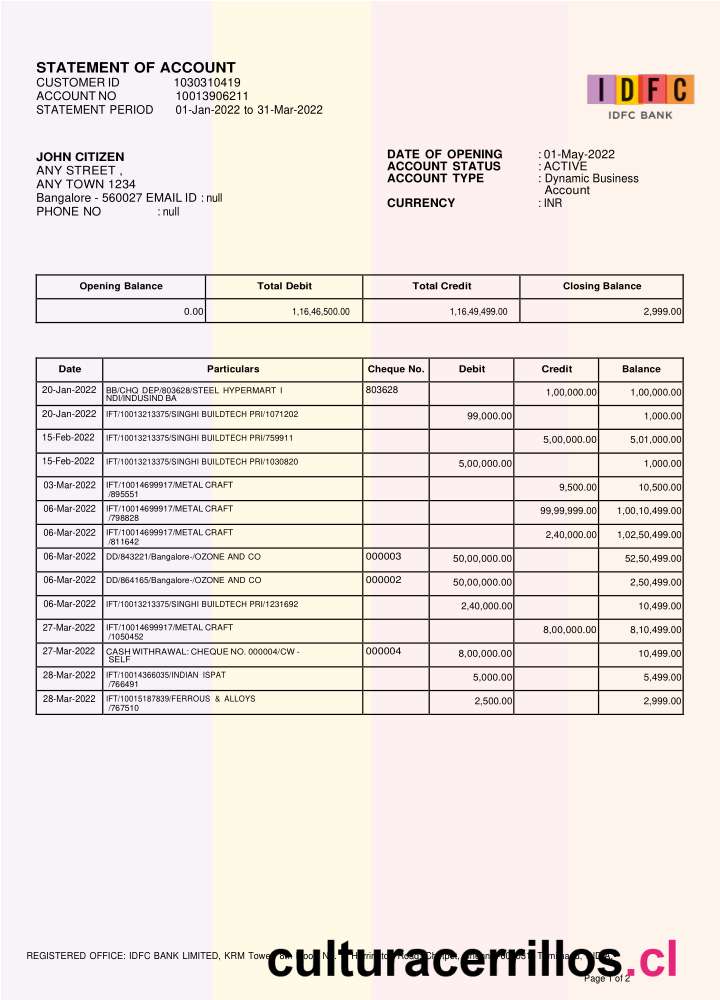 STATEMENT OF ACCOUNT
CUSTOMER ID 1030310419
ACCOUNT NO 10013906211
STATEMENT PERIOD 01-Jan-2022 to 31-Mar-2022
IDFC
IDFC BANK
JOHN CITIZEN
ANY STREET ,
ANY TOWN 1234
Bangalore - 560027 EMAIL ID : null
PHONE NO : null
DATE OF OPENING : 01-May-2022
ACCOUNT STATUS : ACTIVE
ACCOUNT TYPE : Dynamic Business
Account
CURRENCY : INR
Opening Balance Total Debit Total Credit Closing Balance
0.00 1,16,46,500.00 1,16,49,499.00 2,999.00
Date Particulars Cheque No. Debit Credit Balance
20-Jan-2022 BB/CHQ DEP/803628/STEEL HYPERMART I 803628 1,00,000.00 1,00,000.00
NDI/INDUSIND BA
20-Jan-2022 IFT/10013213375/SINGHI BUILDTECH PRI/1071202 99,000.00 1,000.00
15-Feb-2022 IFT/10013213375/SINGHI BUILDTECH PRI/759911 5,00,000.00 5,01,000.00
15-Feb-2022 IFT/10013213375/SINGHI BUILDTECH PRI/1030820 5,00,000.00 1,000.00
03-Mar-2022 IFT/10014699917/METAL CRAFT 9,500.00 10,500.00
/895551
06-Mar-2022 IFT/10014699917/METAL CRAFT 99,99,999.00 1,00,10,499.00
/798828
06-Mar-2022 IFT/10014699917/METAL CRAFT 2,40,000.00 1,02,50,499.00
/811642
06-Mar-2022 DD/843221/Bangalore-/OZONE AND CO 000003 50,00,000.00 52,50,499.00
06-Mar-2022 DD/864165/Bangalore-/OZONE AND CO 000002 50,00,000.00 2,50,499.00
06-Mar-2022 IFT/10013213375/SINGHI BUILDTECH PRI/1231692 2,40,000.00 10,499.00
27-Mar-2022 IFT/10014699917/METAL CRAFT 8,00,000.00 8,10,499.00
/1050452
27-Mar-2022 CASH WITHRAWAL: CHEQUE NO. 000004/CW - 000004 8,00,000.00 10,499.00
SELF
28-Mar-2022 IFT/10014366035/INDIAN ISPAT 5,000.00 5,499.00
/766491
28-Mar-2022 IFT/10015187839/FERROUS & ALLOYS 2,500.00 2,999.00
/767510
REGISTERED OFFICE: IDFC BANK LIMITED, KRM
culturacerrillos.cl
Page 1 of 2